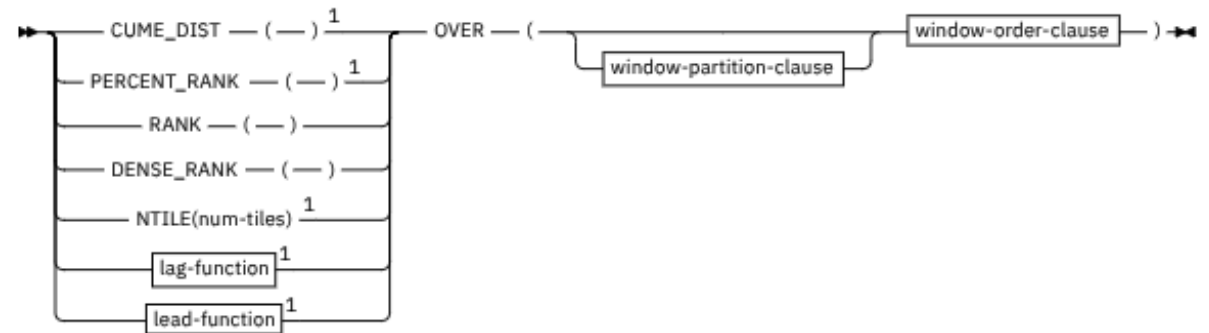 CUME_DIST — ( — ) 1 OVER — ( window-order-clause — )
window-partition-clause
PERCENT_RANK — ( — ) 1
RANK — ( — )
DENSE_RANK — ( — )
NTILE(num-tiles) 1
lag-function 1
lead-function 1